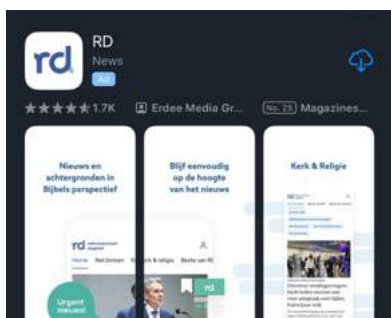 rd
RD
News
Ad
1.7K
Erdee Media Gr...
No. 25
Magazines...
Nieuws en
achtergronden in
Bijbels perspectief
Blijf eenvoudig
op de hoogte
van het nieuws
Kerk & Religie
rd
Home Net binnen Kerk & religie Beste van RD
Urgent
nieuws!
rd
rd